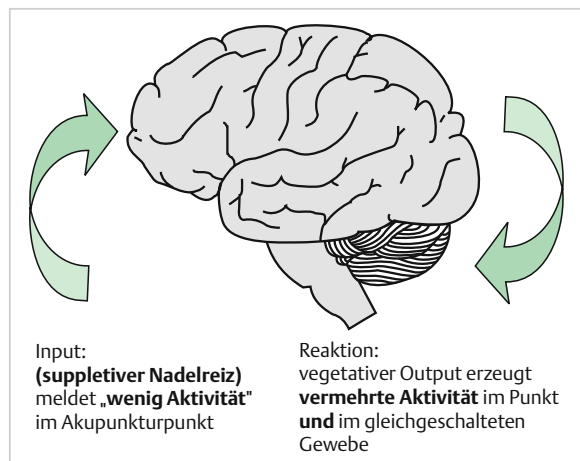 Input:
(suppletiver Nadelreiz)
meldet „wenig Aktivität"
im Akupunkturpunkt
Reaktion:
vegetativer Output erzeugt
vermehrte Aktivität im Punkt
und im gleichgeschalteten
Gewebe